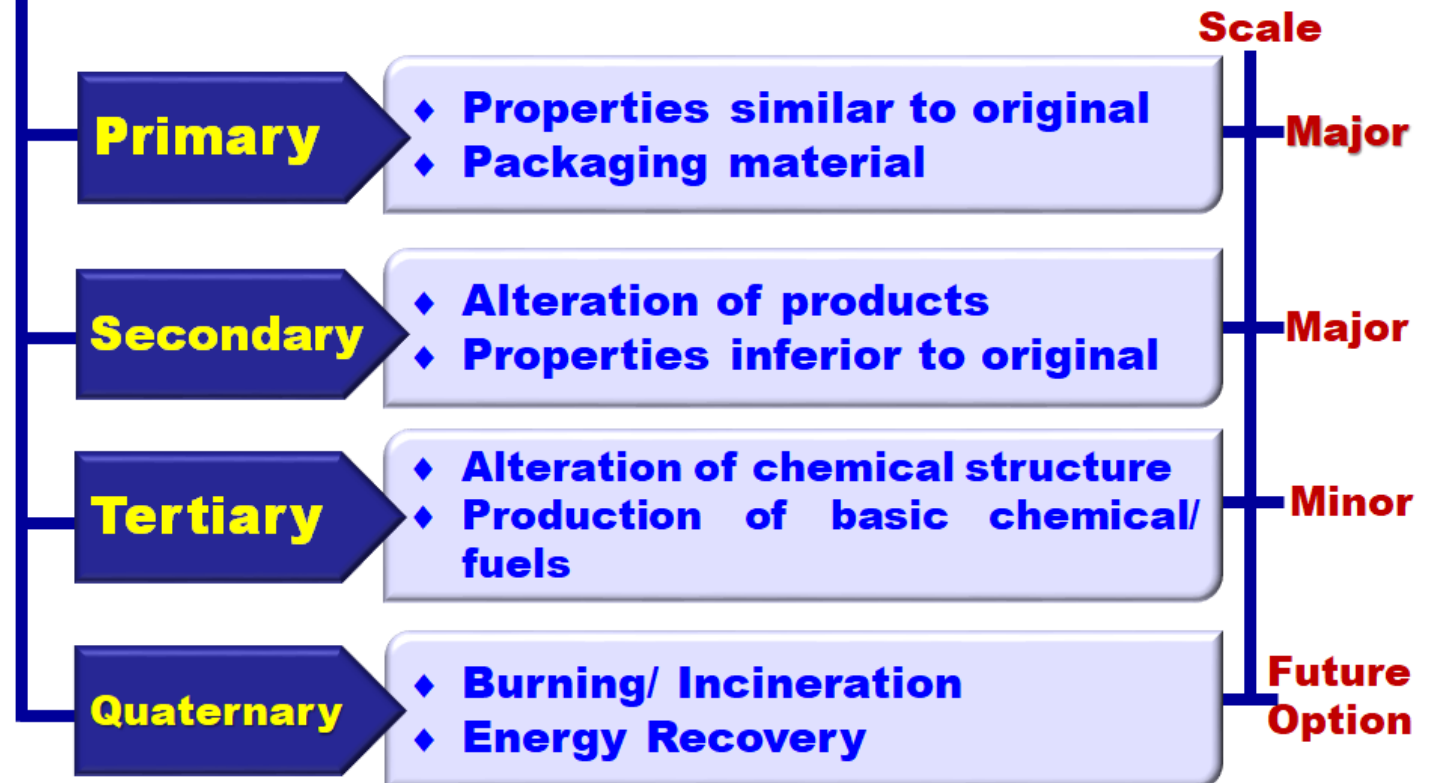 Scale
Primary
♦ Properties similar to original
♦ Packaging material
Major
Secondary
♦ Alteration of products
♦ Properties inferior to original
Major
Tertiary
♦ Alteration of chemical structure
♦ Production of basic chemical/
fuels
Minor
Quaternary
♦ Burning/ Incineration
♦ Energy Recovery
Future
Option